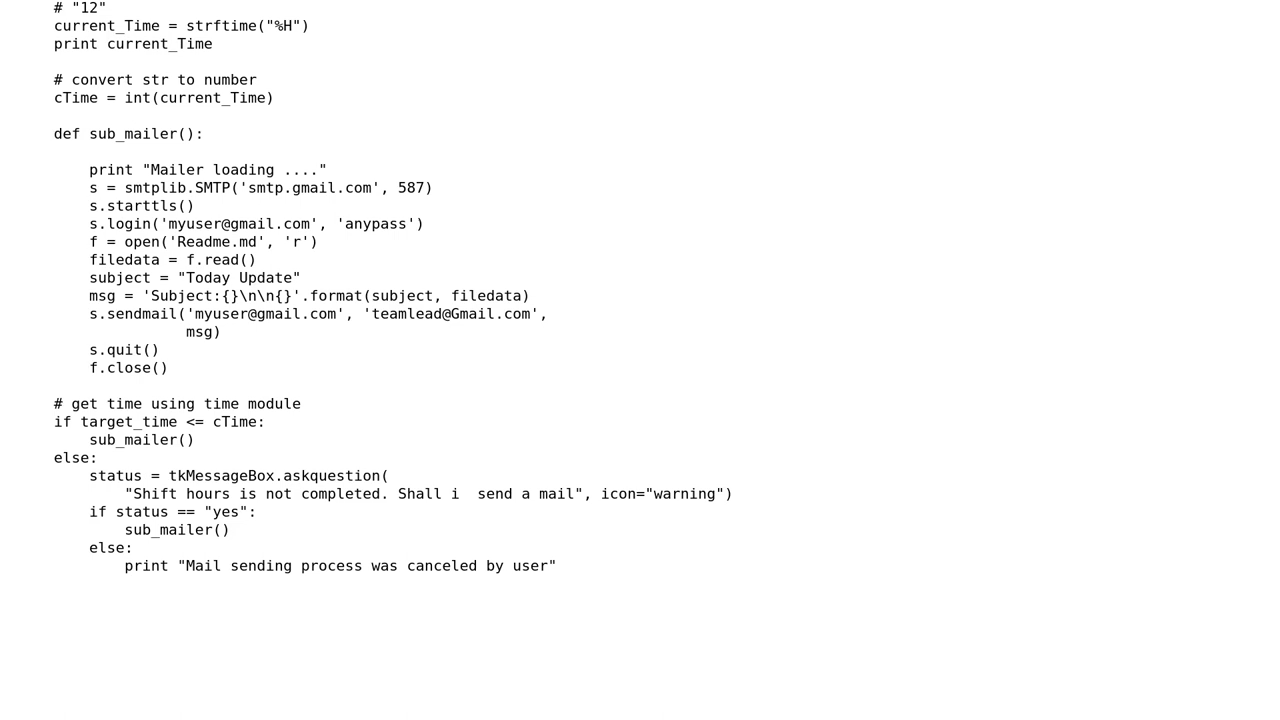 # "12"
current_Time = strftime("%H")
print current_Time

# convert str to number
cTime = int(current_Time)

def sub_mailer():

    print "Mailer loading ...."
    s = smtplib.SMTP('smtp.gmail.com', 587)
    s.starttls()
    s.login('myuser@gmail.com', 'anypass')
    f = open('Readme.md', 'r')
    filedata = f.read()
    subject = "Today Update"
    msg = 'Subject:{}\n\n{}'.format(subject, filedata)
    s.sendmail('myuser@gmail.com', 'teamlead@Gmail.com',
               msg)
    s.quit()
    f.close()

# get time using time module
if target_time <= cTime:
    sub_mailer()
else:
    status = tkMessageBox.askquestion(
        "Shift hours is not completed. Shall i  send a mail", icon="warning")
    if status == "yes":
        sub_mailer()
    else:
        print "Mail sending process was canceled by user"